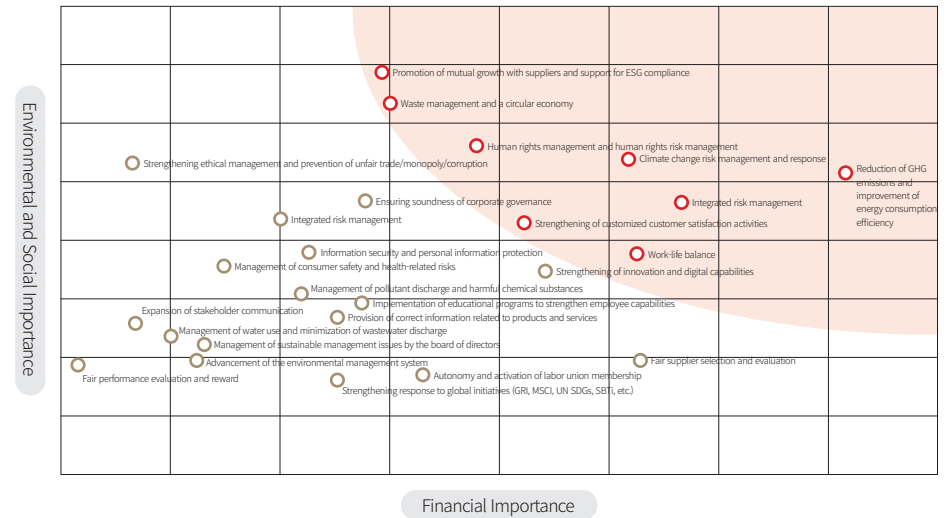 Environmental and Social Importance
Promotion of mutual growth with suppliers and support for ESG compliance
Waste management and a circular economy
Human rights management and human rights risk management
Climate change risk management and response
Strengthening ethical management and prevention of unfair trade/monopoly/corruption
Reduction of GHG
emissions and
improvement of
energy consumption
efficiency
Ensuring soundness of corporate governance
Integrated risk management
Integrated risk management
Strengthening of customized customer satisfaction activities
Information security and personal information protection
Work-life balance
Management of consumer safety and health-related risks
Strengthening of innovation and digital capabilities
Management of pollutant discharge and harmful chemical substances
Implementation of educational programs to strengthen employee capabilities
Expansion of stakeholder communication
Provision of correct information related to products and services
Management of water use and minimization of wastewater discharge
Management of sustainable management issues by the board of directors
Advancement of the environmental management system
Fair supplier selection and evaluation
Fair performance evaluation and reward
Autonomy and activation of labor union membership
Strengthening response to global initiatives (GRI, MSCI, UN SDGs, SBTi, etc.)
Financial Importance